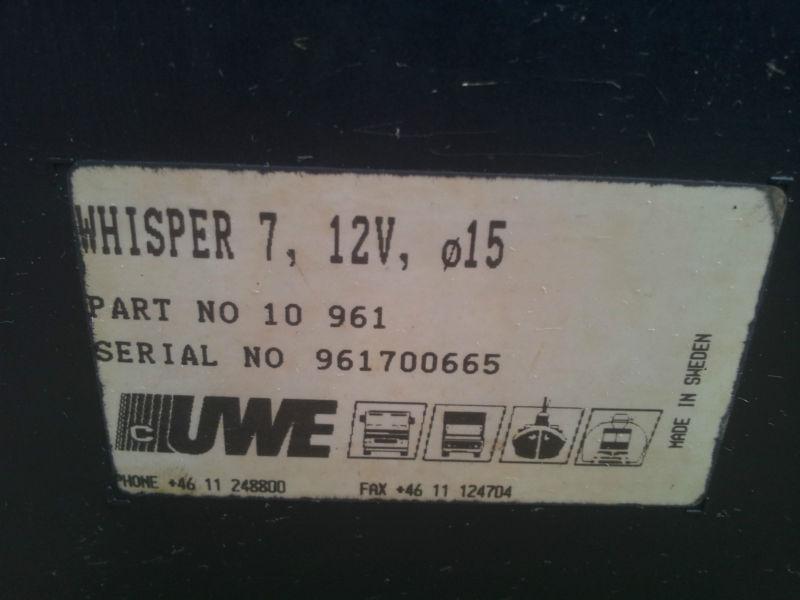 WHISPER 7, 12V, ø15
PART NO 10 961
SERIAL NO 961700665
C UWE
MADE IN SWEDEN
PHONE +46 11 248800 FAX +46 11 124704